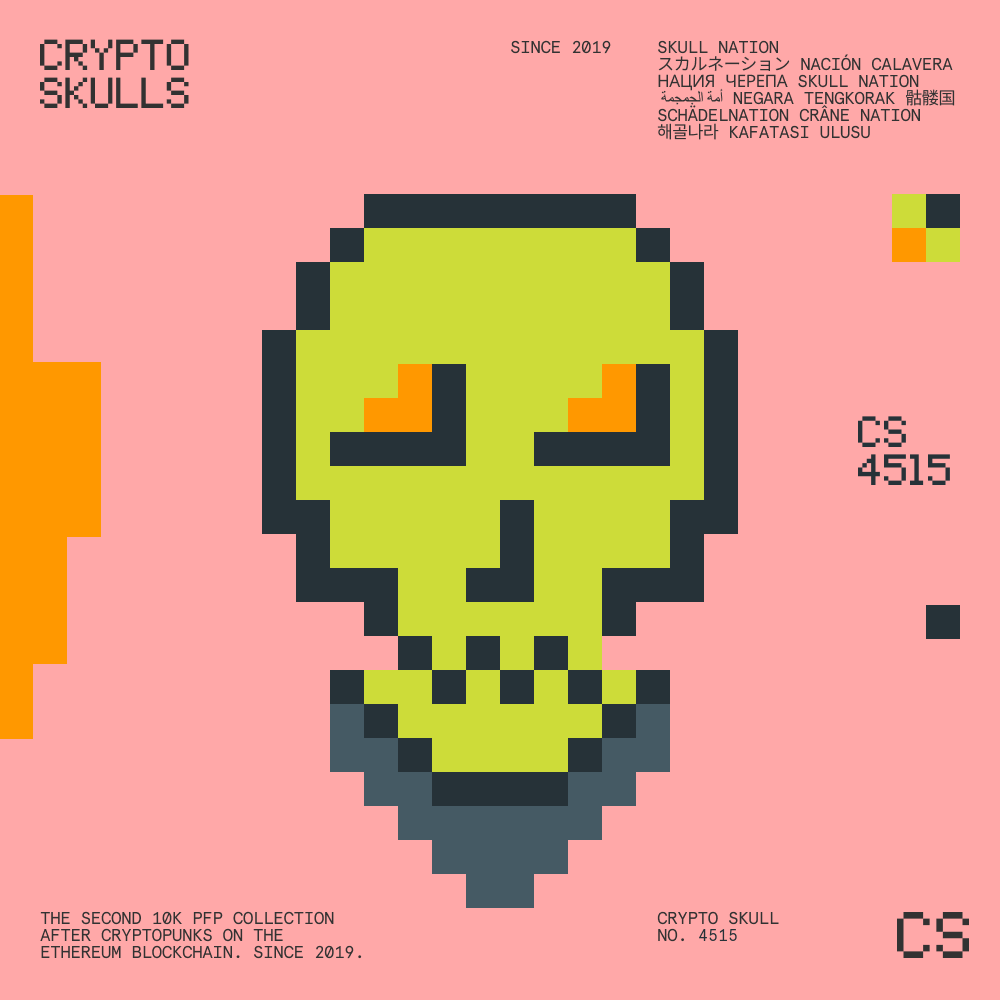 CRYPTO
SKULLS
SINCE 2019
SKULL NATION
スカルネーション NACIÓN CALAVERA
НАЦИЯ ЧЕРЕПА SKULL NATION
أمة الجمجمة NEGARA TENGKORAK 骷髅国
SCHÄDELNATION CRÂNE NATION
해골나라 KAFATASI ULUSU
CS
4515
THE SECOND 10K PFP COLLECTION
AFTER CRYPTOPUNKS ON THE
ETHEREUM BLOCKCHAIN. SINCE 2019.
CRYPTO SKULL
NO. 4515
CS